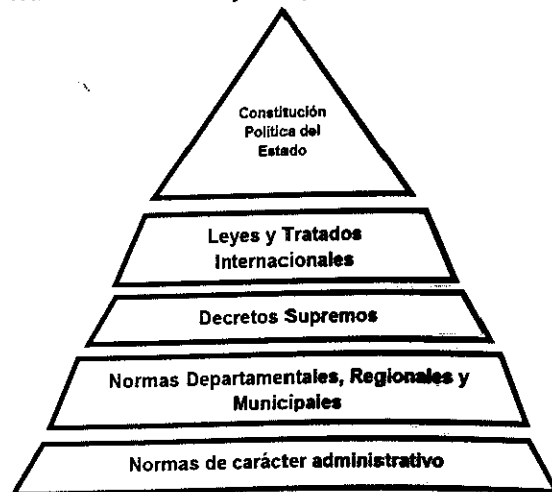 Constitución
Política del
Estado
Leyes y Tratados
Internacionales
Decretos Supremos
Normas Departamentales, Regionales y
Municipales
Normas de carácter administrativo